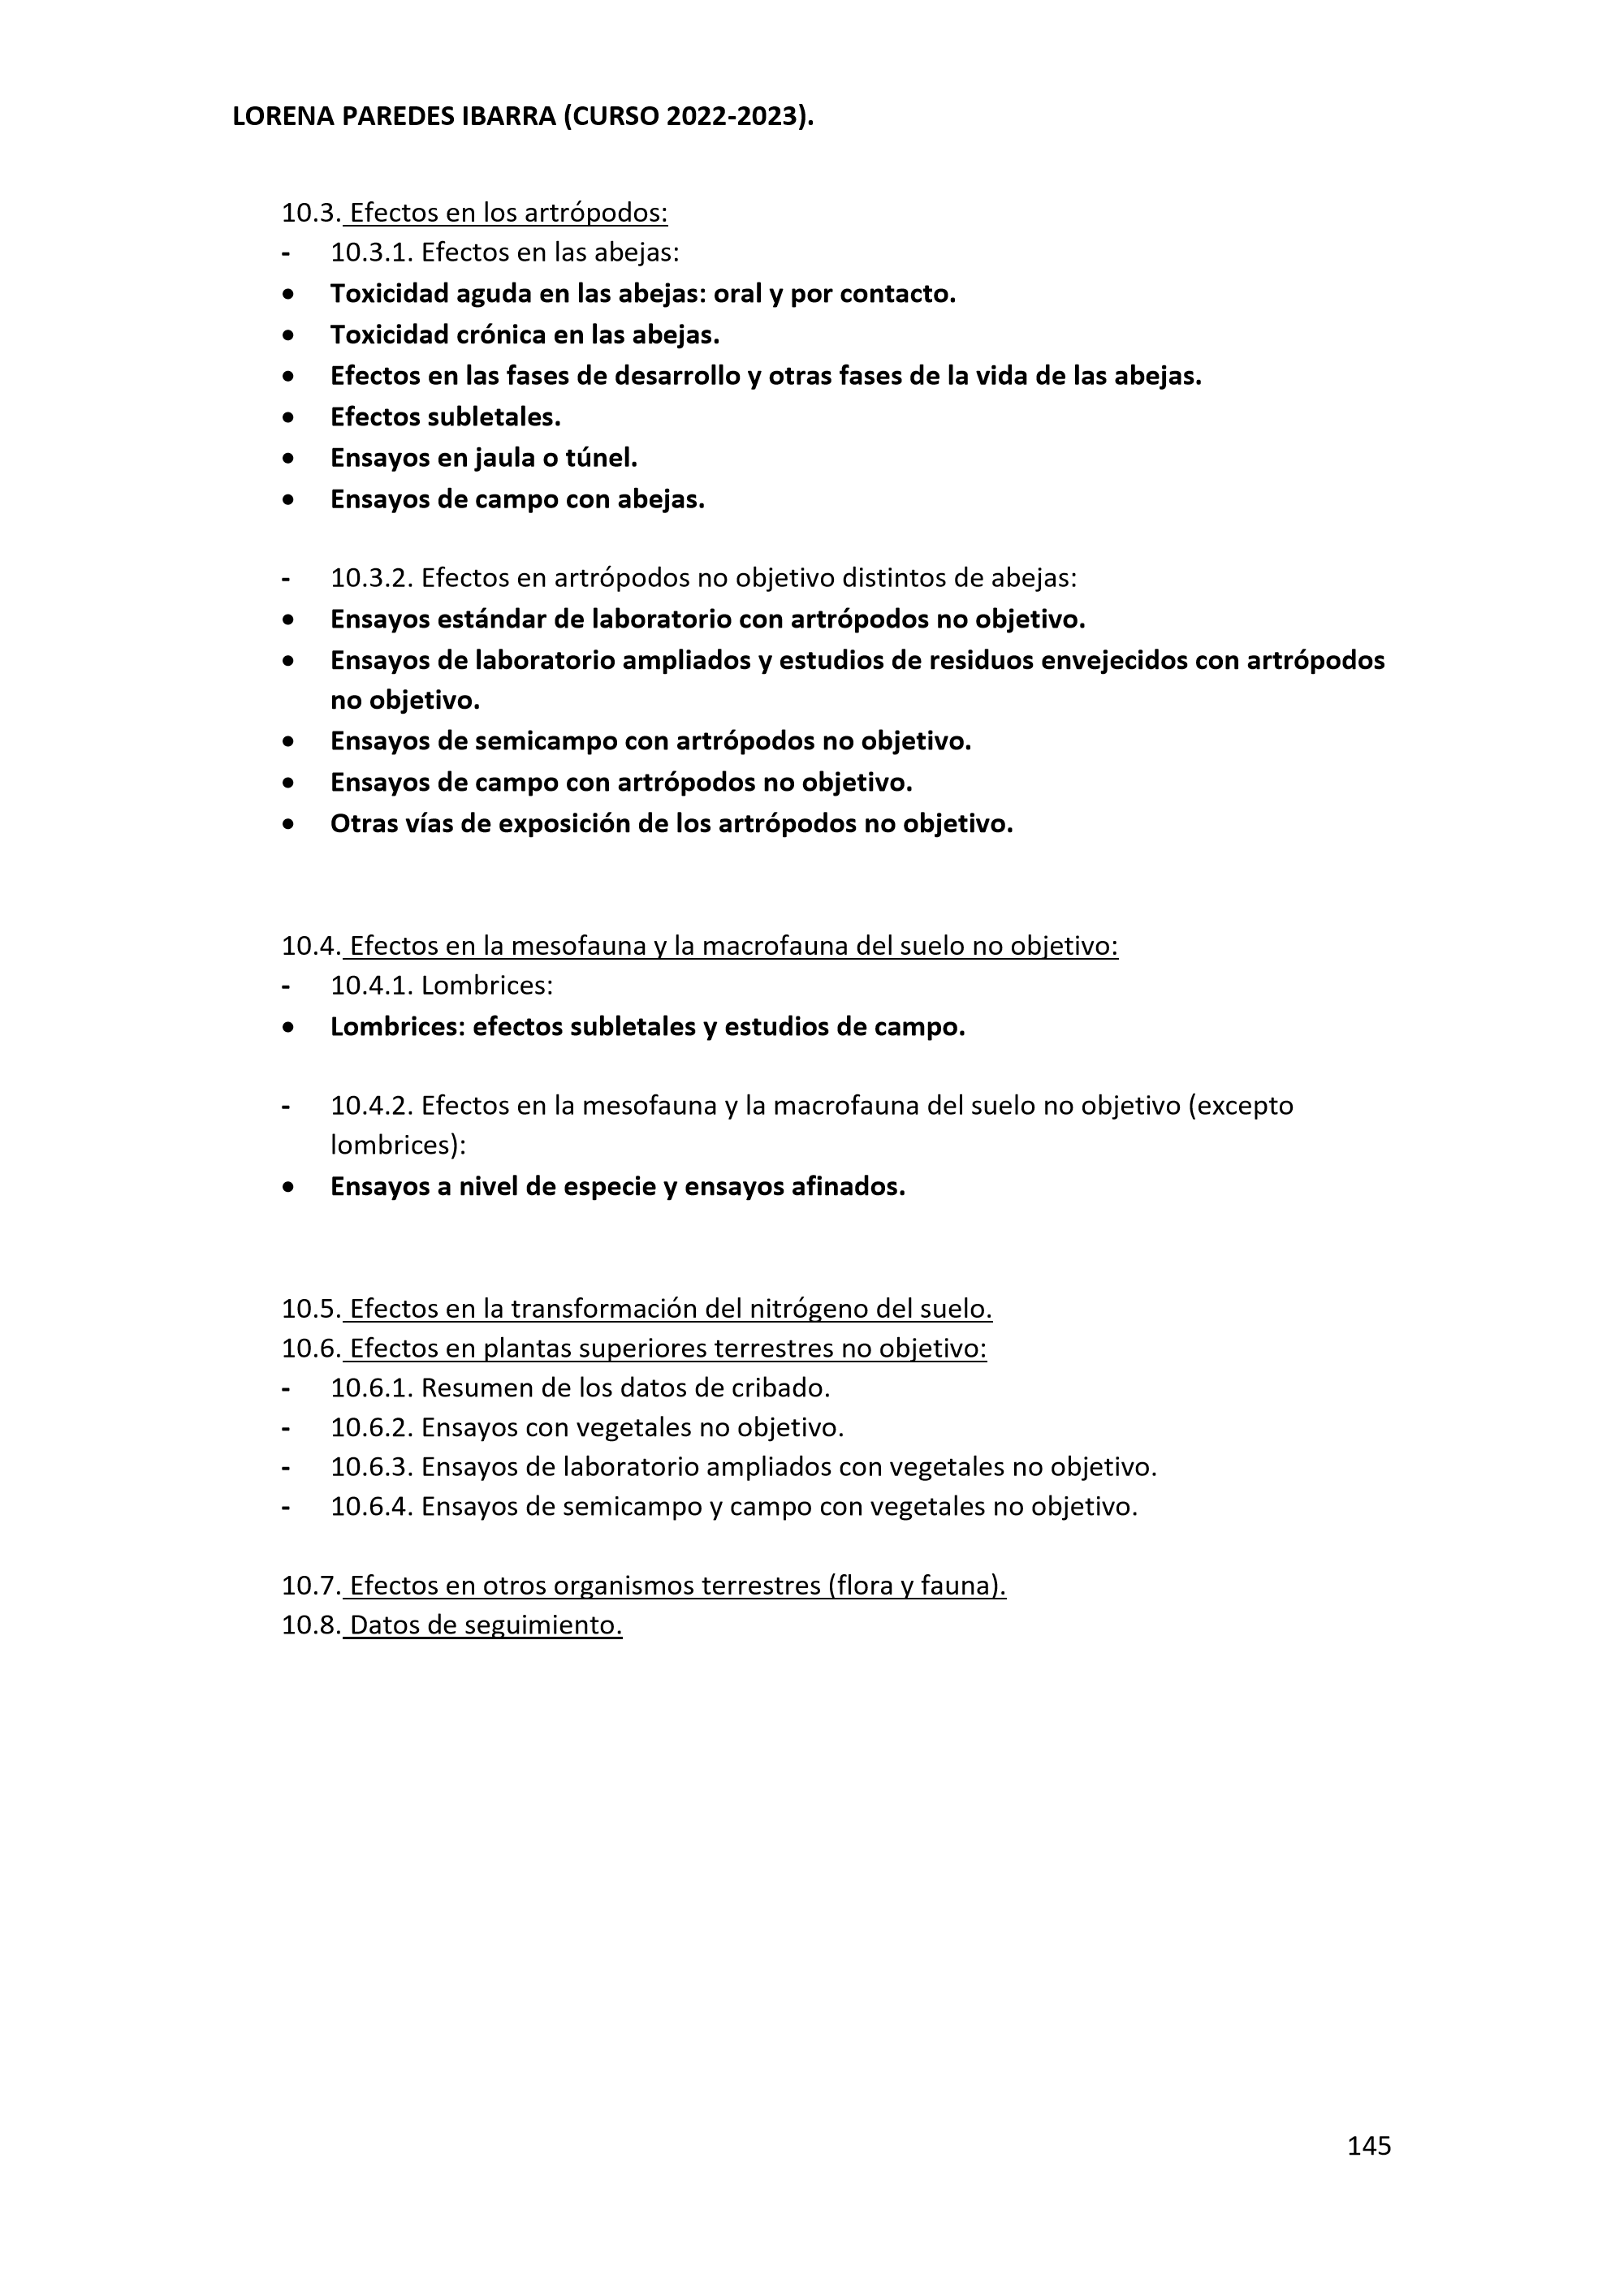 LORENA PAREDES IBARRA (CURSO 2022-2023).
10.3. Efectos en los artrópodos:
- 10.3.1. Efectos en las abejas:
• Toxicidad aguda en las abejas: oral y por contacto.
• Toxicidad crónica en las abejas.
• Efectos en las fases de desarrollo y otras fases de la vida de las abejas.
• Efectos subletales.
• Ensayos en jaula o túnel.
• Ensayos de campo con abejas.
- 10.3.2. Efectos en artrópodos no objetivo distintos de abejas:
• Ensayos estándar de laboratorio con artrópodos no objetivo.
• Ensayos de laboratorio ampliados y estudios de residuos envejecidos con artrópodos
no objetivo.
• Ensayos de semicampo con artrópodos no objetivo.
• Ensayos de campo con artrópodos no objetivo.
• Otras vías de exposición de los artrópodos no objetivo.
10.4. Efectos en la mesofauna y la macrofauna del suelo no objetivo:
- 10.4.1. Lombrices:
• Lombrices: efectos subletales y estudios de campo.
- 10.4.2. Efectos en la mesofauna y la macrofauna del suelo no objetivo (excepto
lombrices):
• Ensayos a nivel de especie y ensayos afinados.
10.5. Efectos en la transformación del nitrógeno del suelo.
10.6. Efectos en plantas superiores terrestres no objetivo:
- 10.6.1. Resumen de los datos de cribado.
- 10.6.2. Ensayos con vegetales no objetivo.
- 10.6.3. Ensayos de laboratorio ampliados con vegetales no objetivo.
- 10.6.4. Ensayos de semicampo y campo con vegetales no objetivo.
10.7. Efectos en otros organismos terrestres (flora y fauna).
10.8. Datos de seguimiento.
145